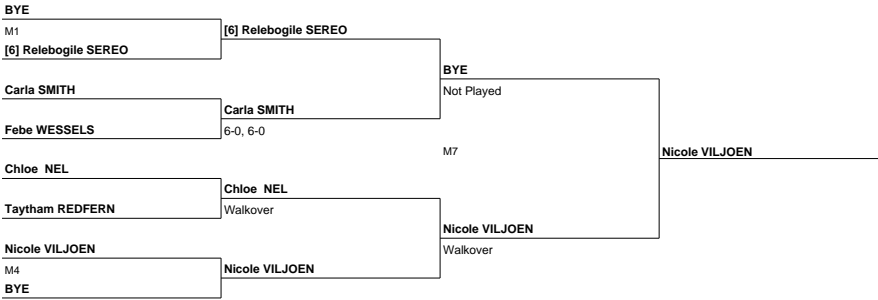 BYE
M1
[6] Relebogile SEREO
[6] Relebogile SEREO
BYE
Not Played
Carla SMITH
Carla SMITH
6-0, 6-0
Febe WESSELS
M7
Nicole VILJOEN
Chloe NEL
Chloe NEL
Walkover
Taytham REDFERN
Nicole VILJOEN
Walkover
Nicole VILJOEN
M4
Nicole VILJOEN
BYE